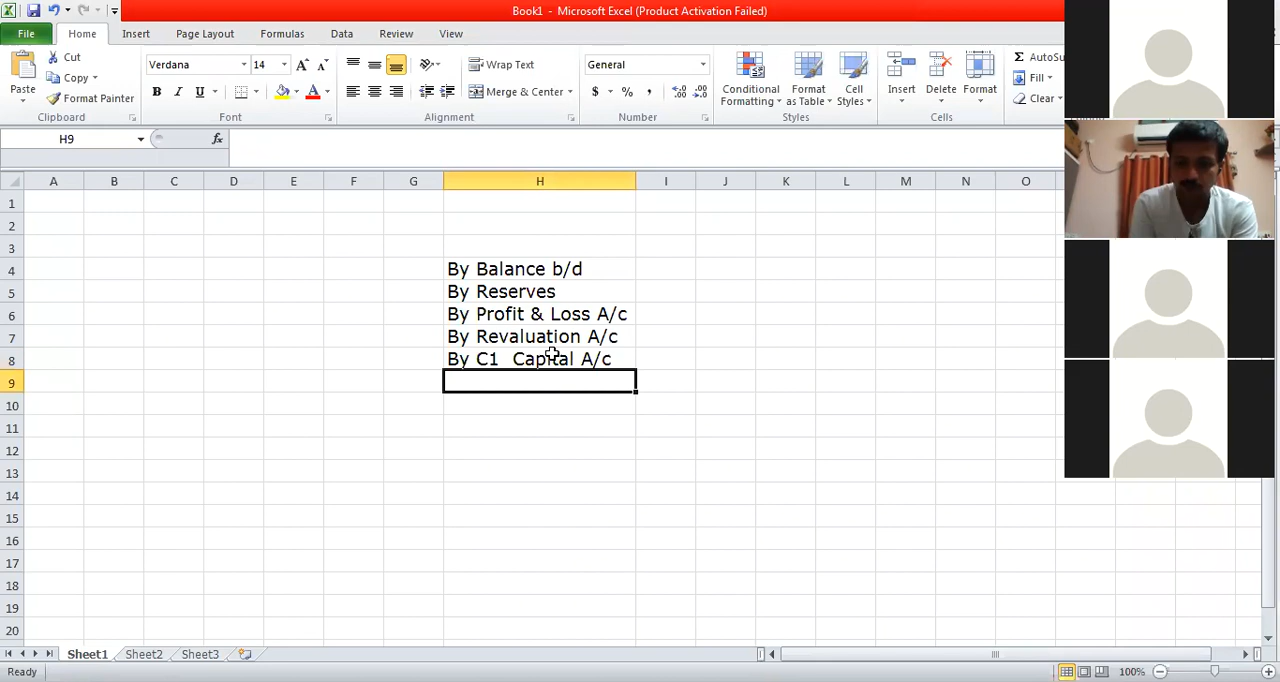 Book1 - Microsoft Excel (Product Activation Failed)
File Home Insert Page Layout Formulas Data Review View
Cut
Copy
Format Painter
Paste
Clipboard
Verdana 14
B I U A
Font
Wrap Text
Merge & Center
Alignment
General
$ % ,
Number
Conditional Formatting
Format as Table
Cell Styles
Styles
Insert
Delete
Format
Cells
Σ AutoSu
Fill
Clear
H9 fx
A B C D E F G H I J K L M N O
1
2
3
4 By Balance b/d
5 By Reserves
6 By Profit & Loss A/c
7 By Revaluation A/c
8 By C1 Capital A/c
9
10
11
12
13
14
15
16
17
18
19
20
Sheet1 Sheet2 Sheet3
Ready 100%